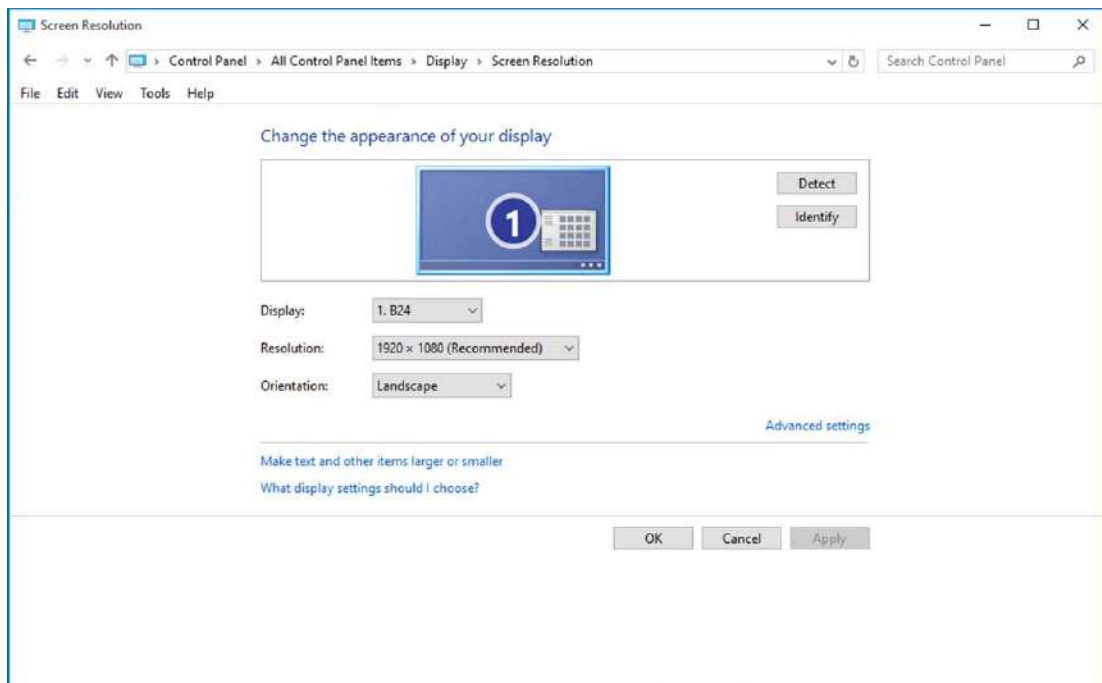 Screen Resolution
Control Panel > All Control Panel Items > Display > Screen Resolution
Search Control Panel
File Edit View Tools Help
Change the appearance of your display
1
Detect
Identify
Display: 1. B24
Resolution: 1920 × 1080 (Recommended)
Orientation: Landscape
Advanced settings
Make text and other items larger or smaller
What display settings should I choose?
OK Cancel Apply